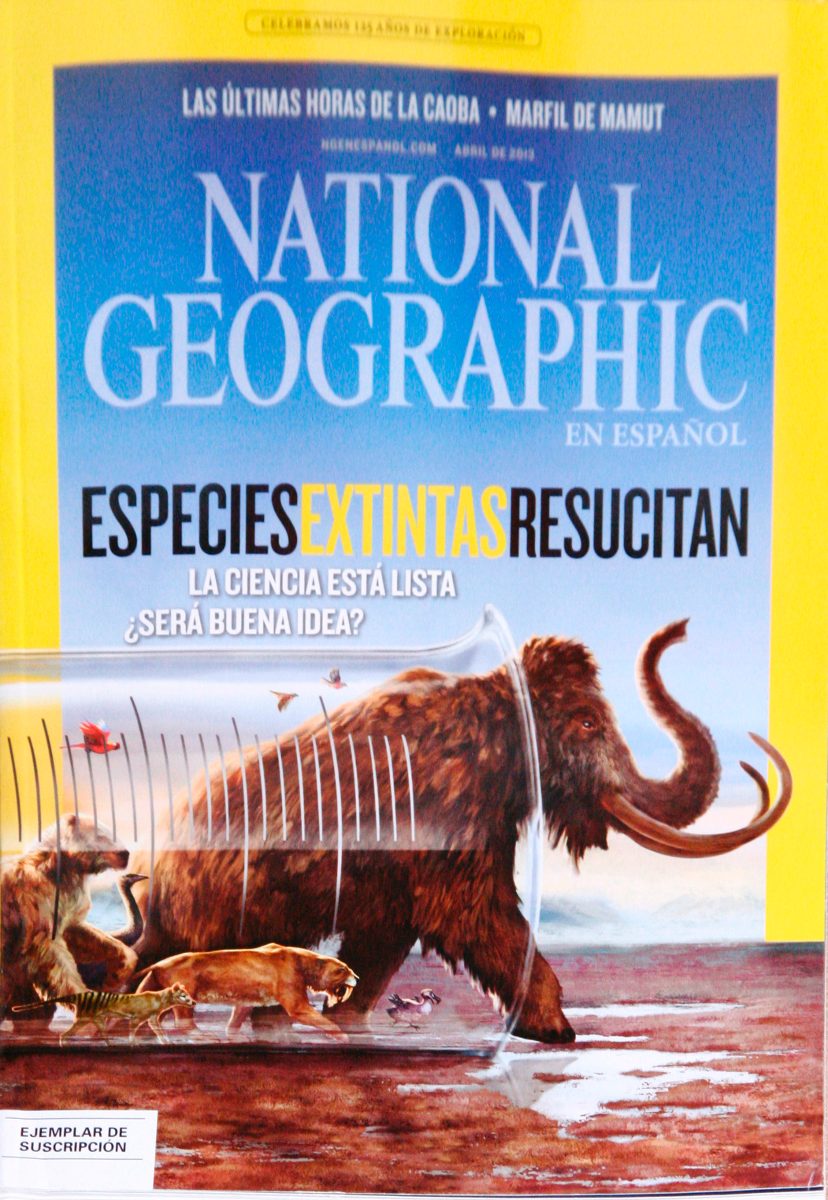 CELEBRAMOS 125 AÑOS DE EXPLORACIÓN
LAS ÚLTIMAS HORAS DE LA CAOBA • MARFIL DE MAMUT
NGENESPANOL.COM ABRIL DE 2013
NATIONAL
GEOGRAPHIC
EN ESPAÑOL
ESPECIESEXTINTASRESUCITAN
LA CIENCIA ESTÁ LISTA
¿SERÁ BUENA IDEA?
EJEMPLAR DE
SUSCRIPCIÓN